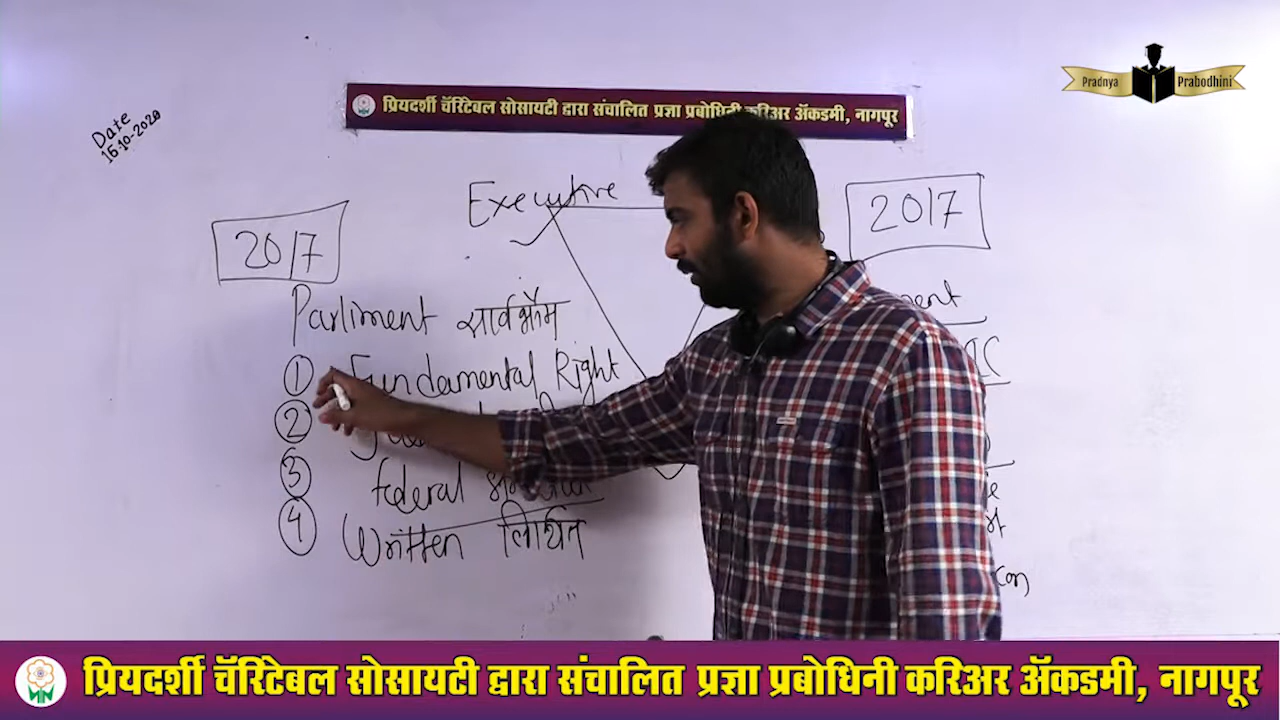 Pradnya Prabodhini
प्रियदर्शी चॅरिटेबल सोसायटी द्वारा संचालित प्रज्ञा प्रबोधिनी करिअर ॲकडमी, नागपूर
Date
16-10-2020
Executive
2017
2017
Parliment सार्वभौम
① Fundamental Right
②
③ federal
④ Written लिखित
प्रियदर्शी चॅरिटेबल सोसायटी द्वारा संचालित प्रज्ञा प्रबोधिनी करिअर ॲकडमी, नागपूर